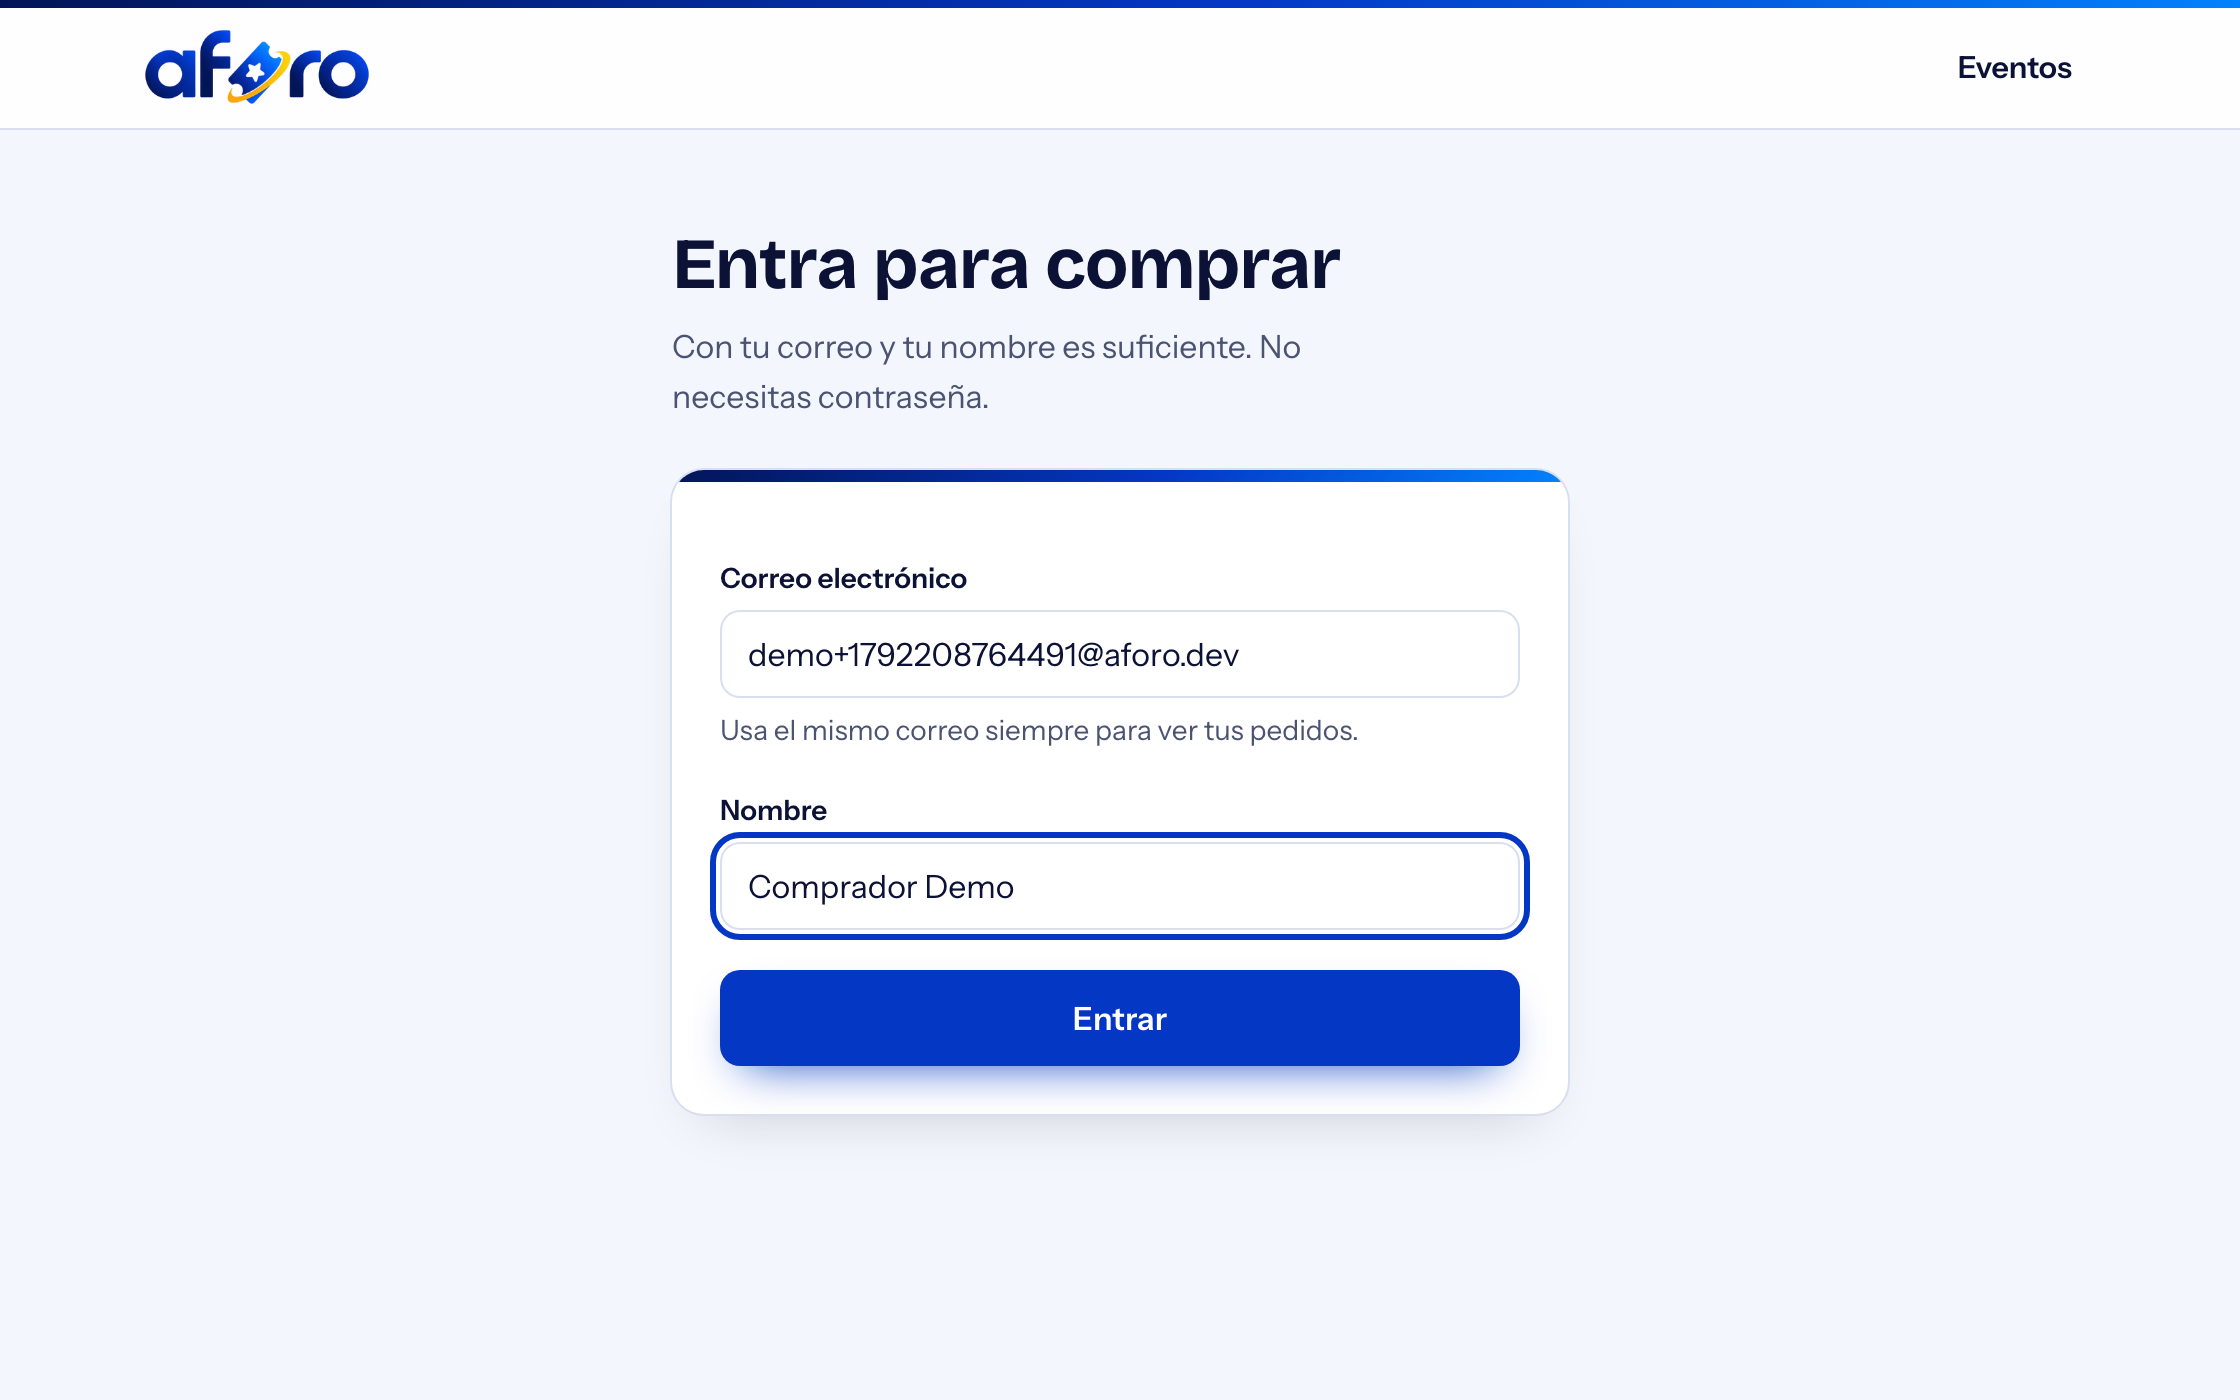 aforo
Eventos
Entra para comprar
Con tu correo y tu nombre es suficiente. No
necesitas contraseña.
Correo electrónico
demo+1792208764491@aforo.dev
Usa el mismo correo siempre para ver tus pedidos.
Nombre
Comprador Demo
Entrar